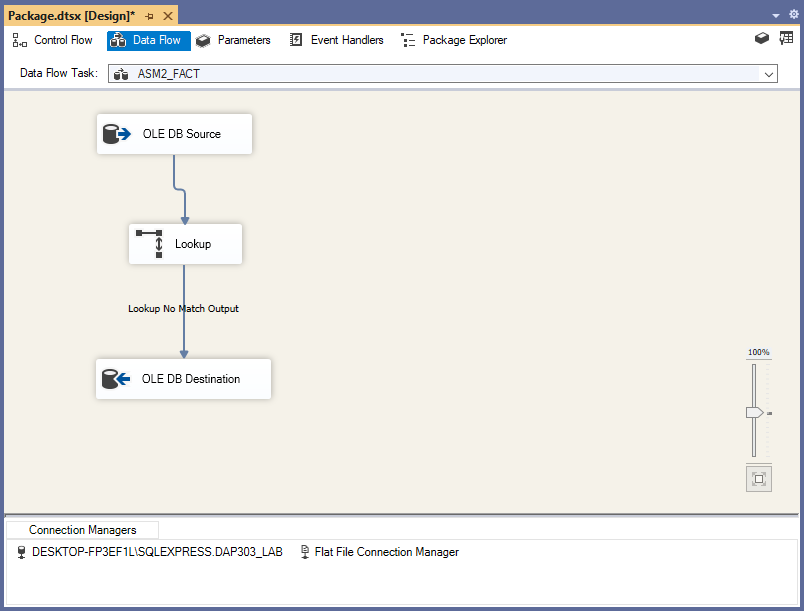 Package.dtsx [Design]*
Control Flow Data Flow Parameters Event Handlers Package Explorer
Data Flow Task: ASM2_FACT
OLE DB Source
Lookup
Lookup No Match Output
OLE DB Destination
100%
Connection Managers
DESKTOP-FP3EF1L\SQLEXPRESS.DAP303_LAB Flat File Connection Manager